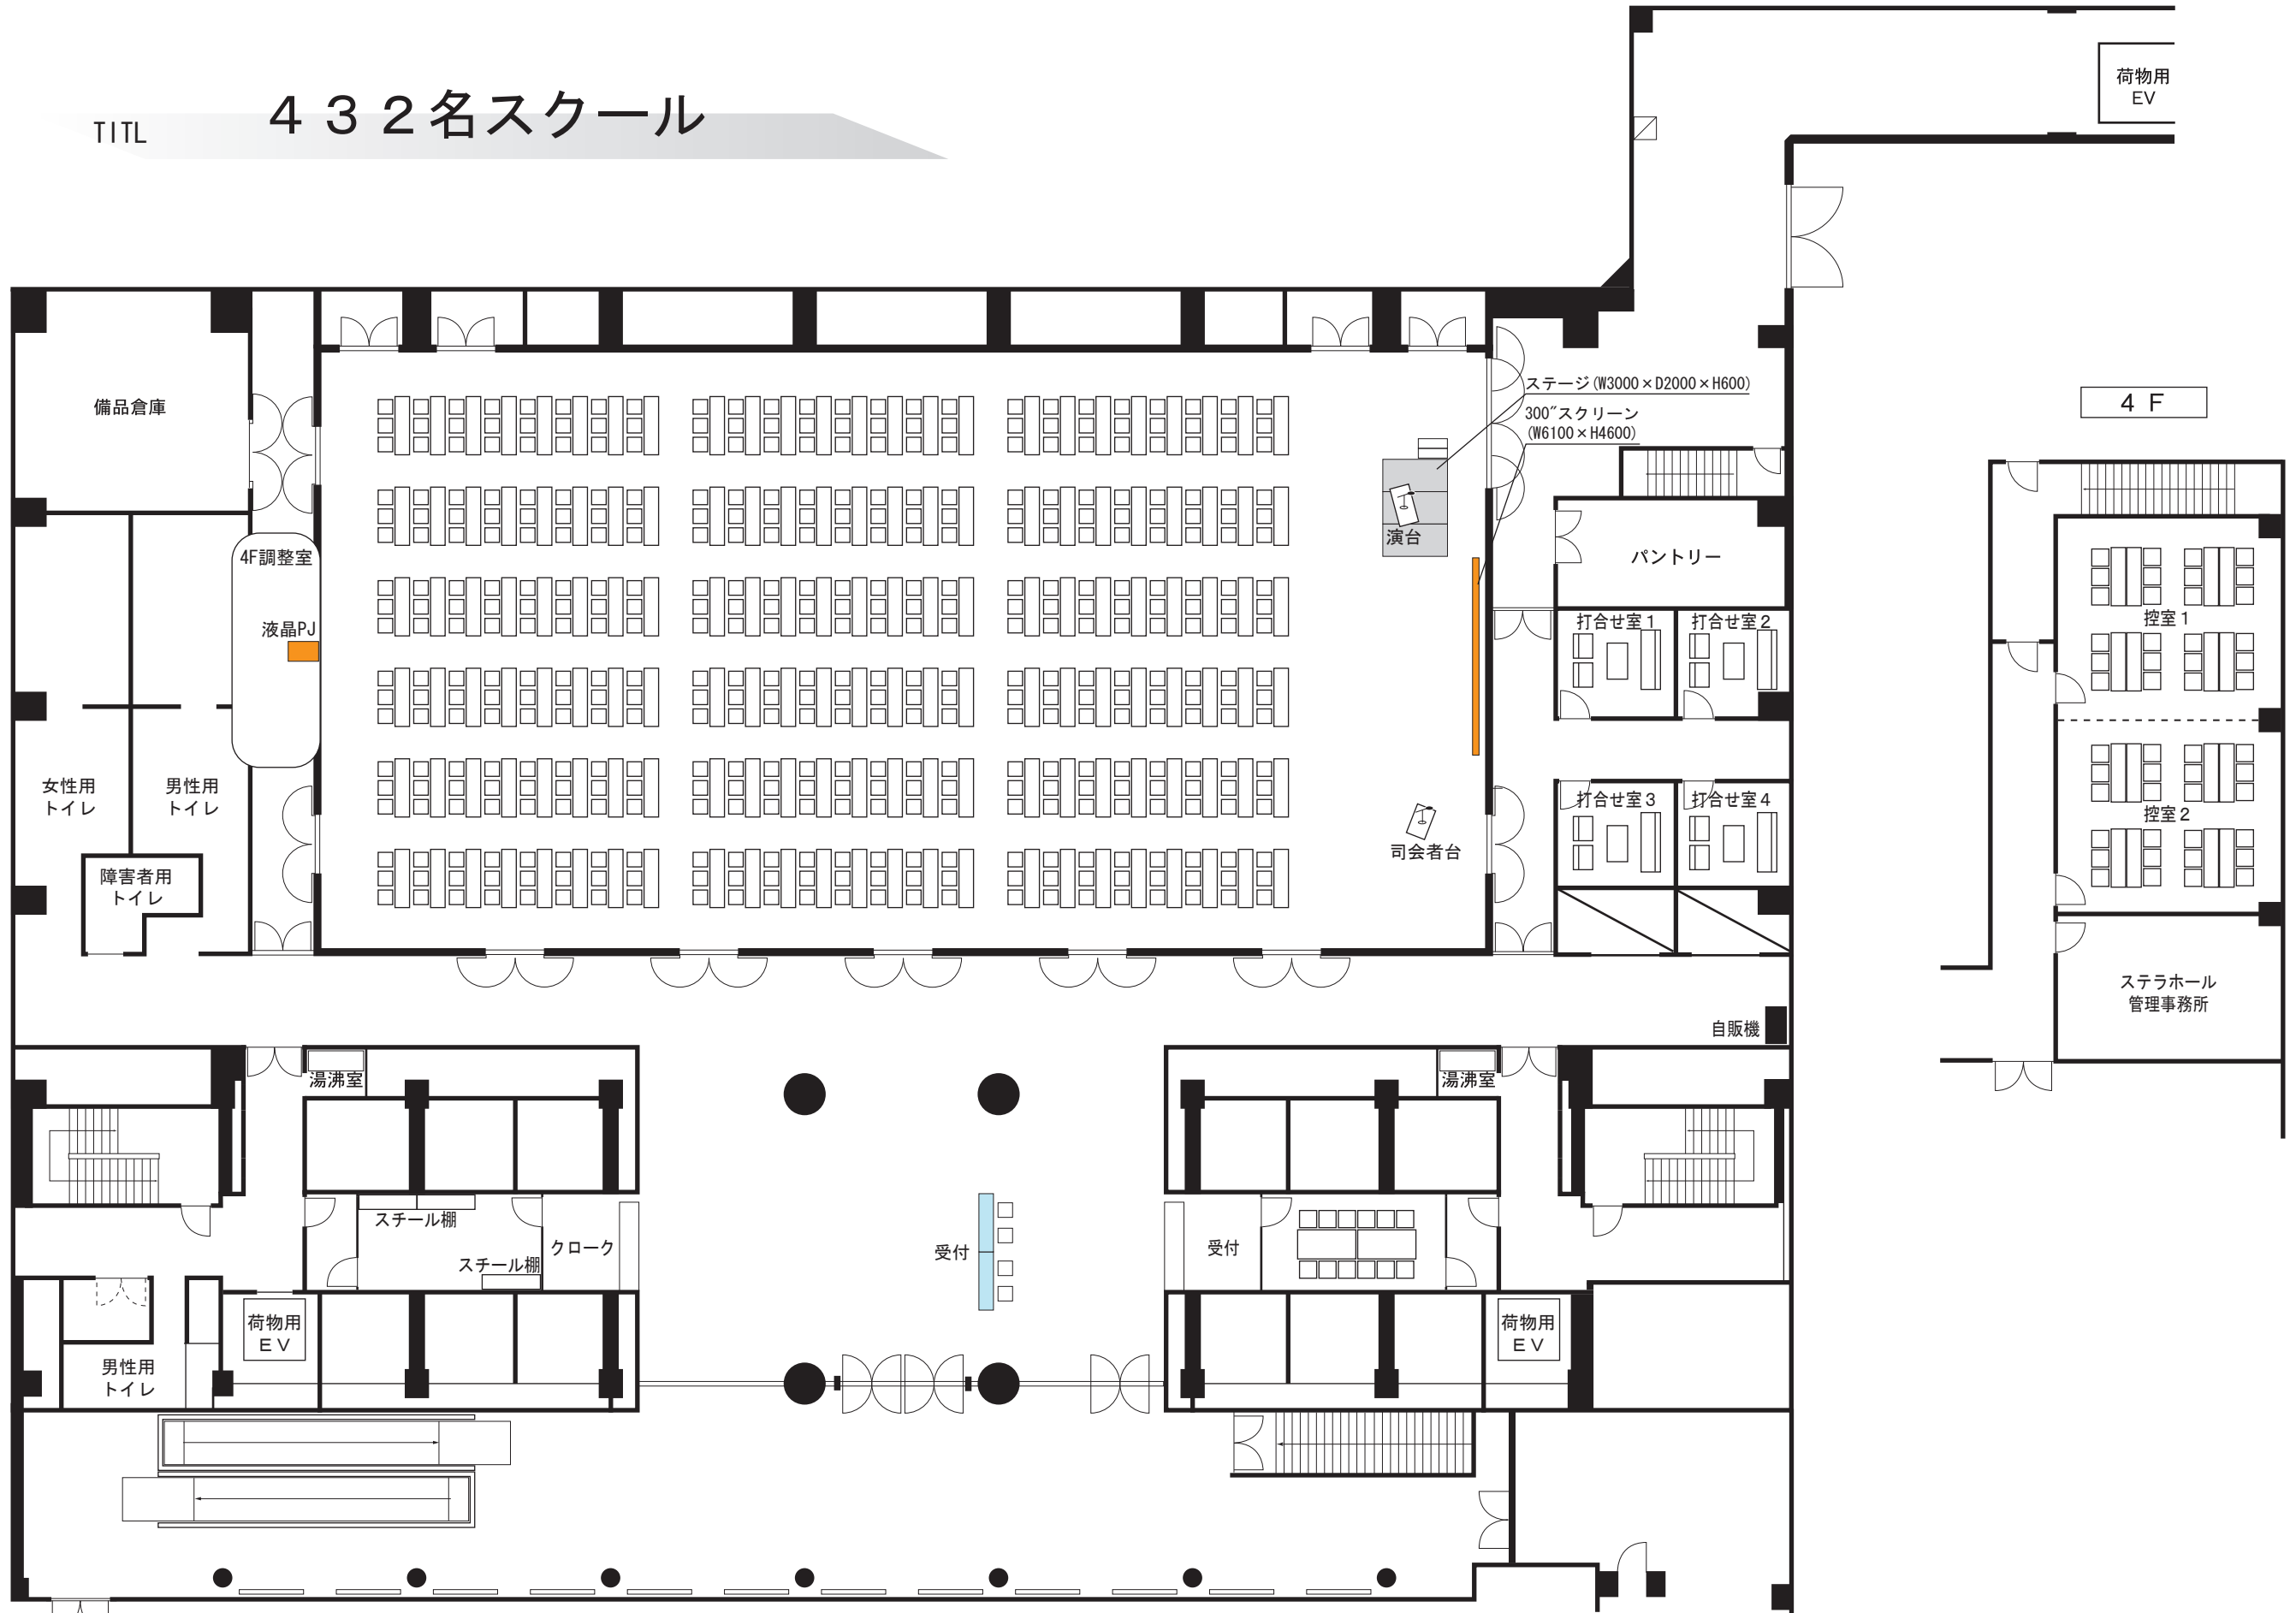 荷物用
EV
TITL
４３２名スクール
ステージ(W3000×D2000×H600)
300"スクリーン
(W6100×H4600)
4 F
備品倉庫
演台
4F調整室
パントリー
液晶PJ
打合せ室1
打合せ室2
控室1
女性用
トイレ
男性用
トイレ
打合せ室3
打合せ室4
控室2
司会者台
障害者用
トイレ
ステラホール
管理事務所
自販機
湯沸室
湯沸室
スチール棚
スチール棚
クローク
受付
受付
荷物用
EV
荷物用
EV
男性用
トイレ